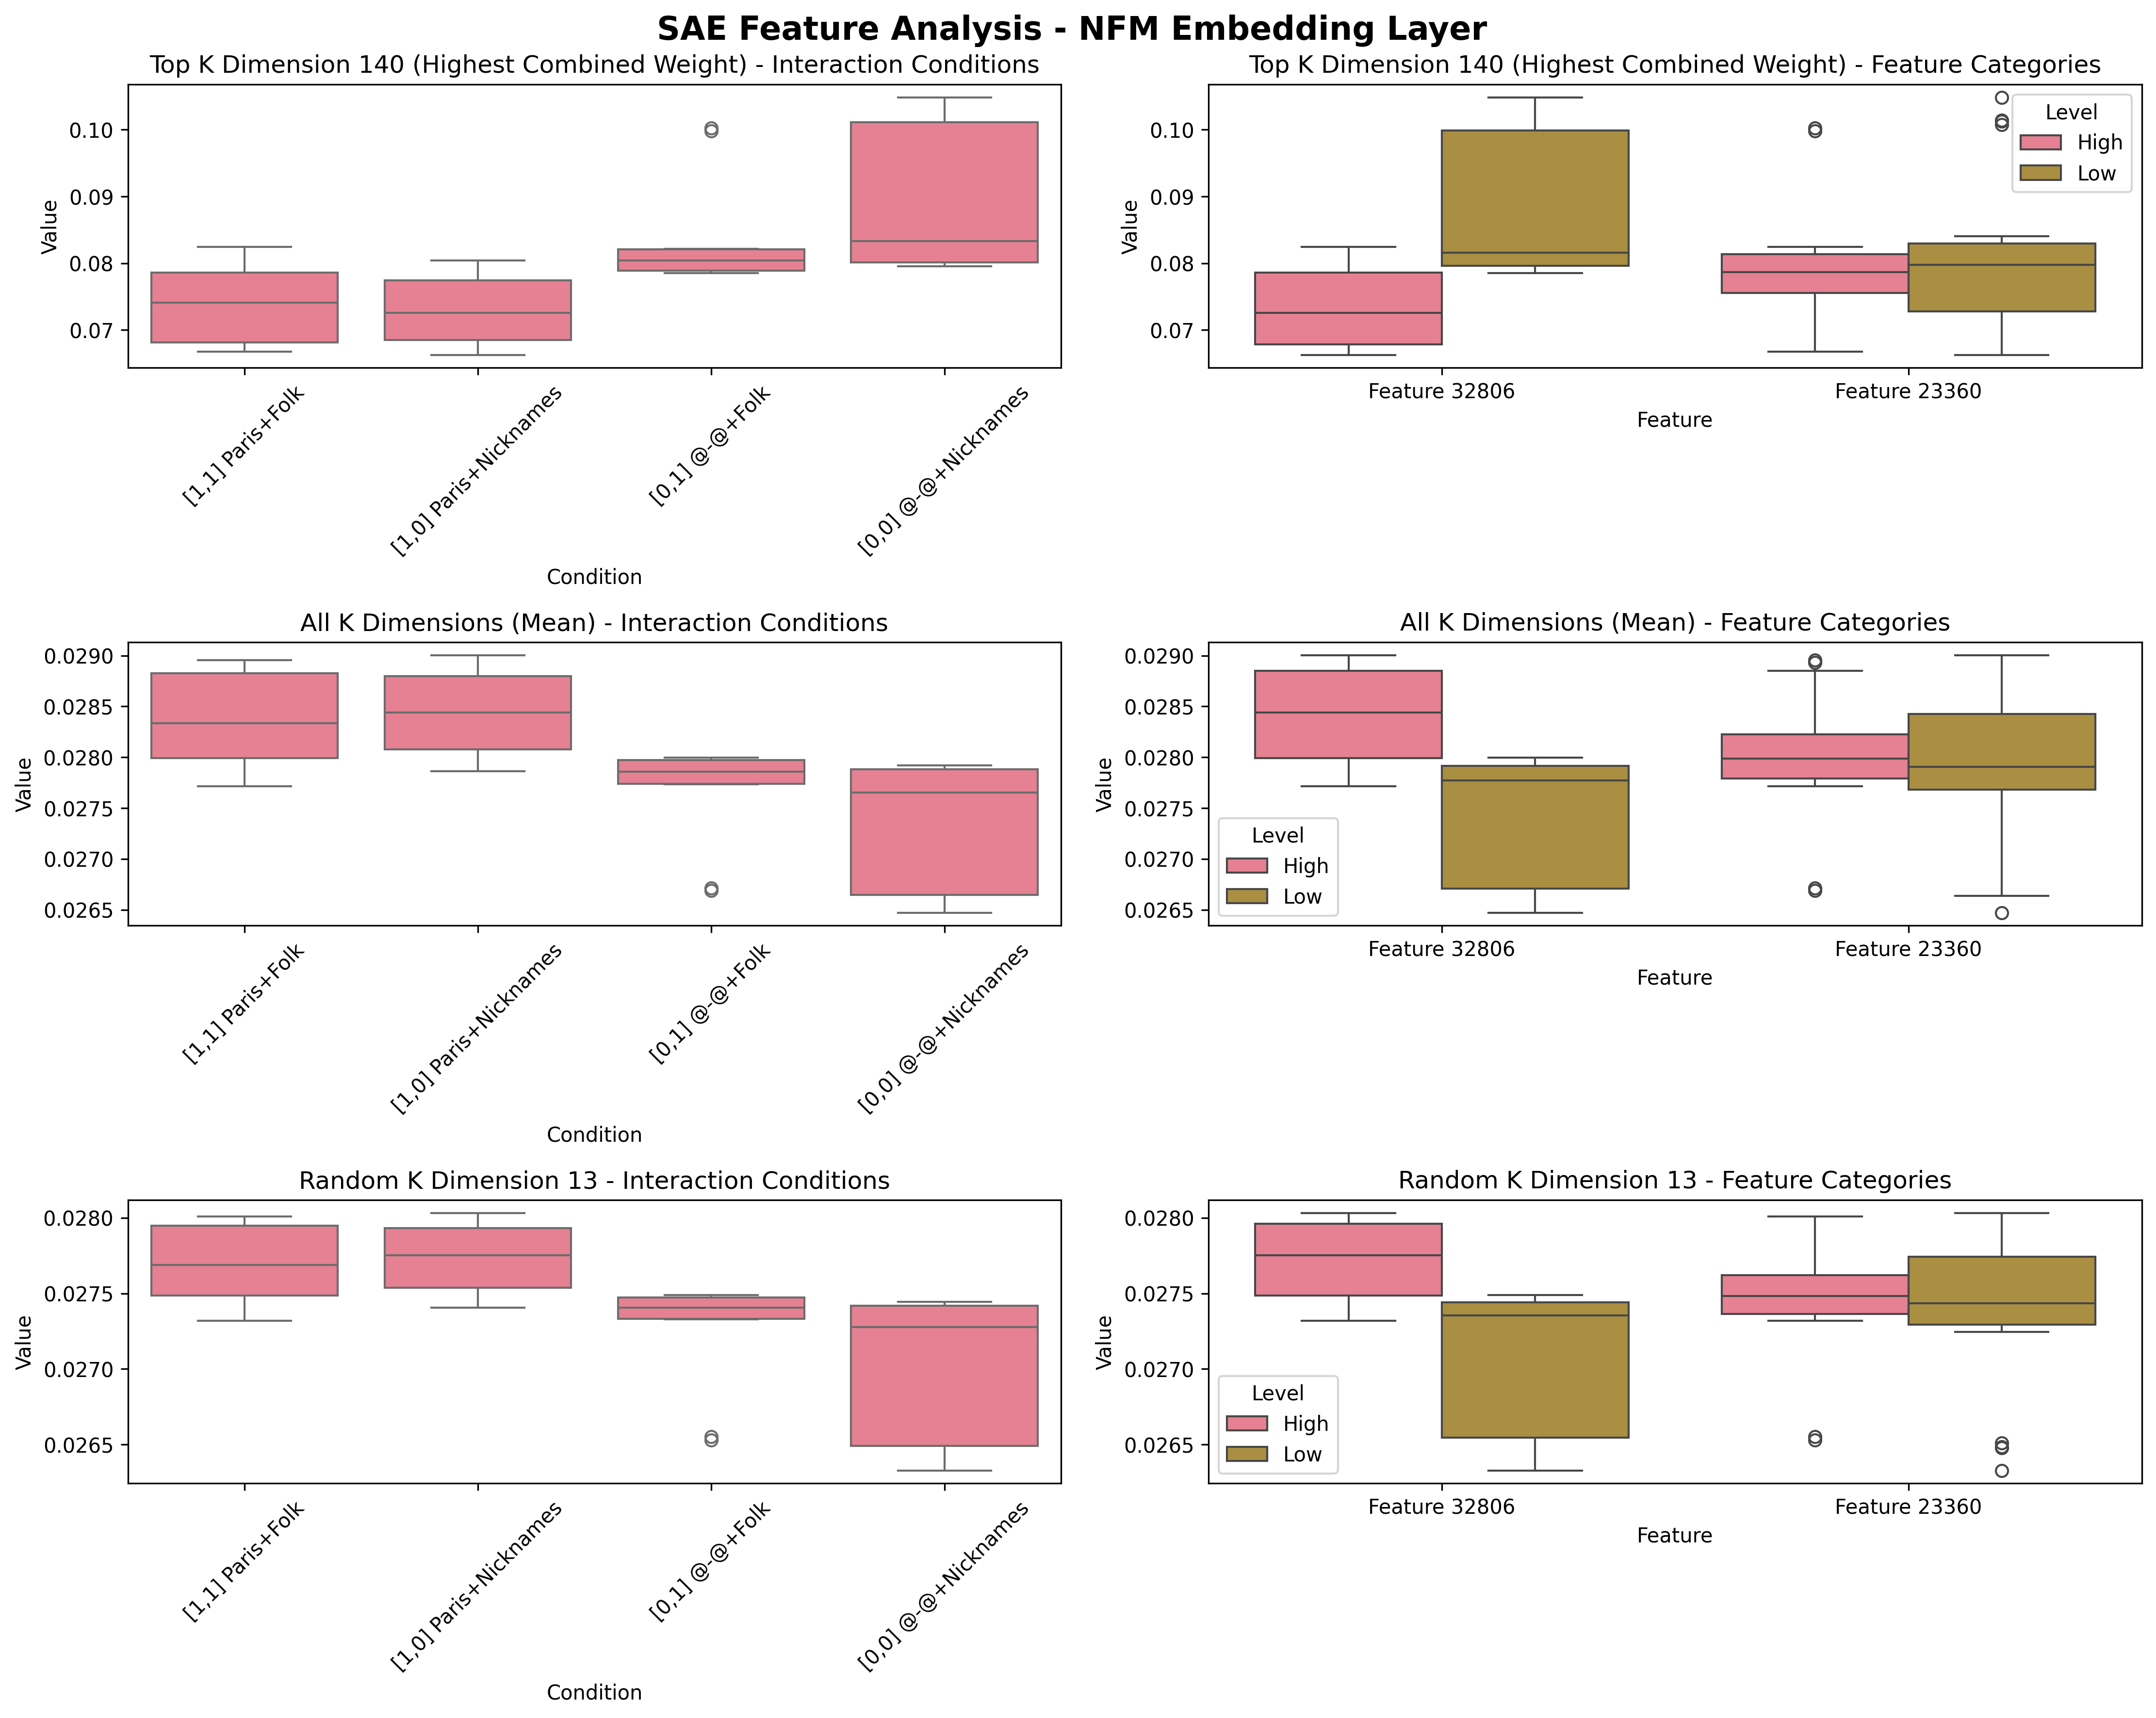 SAE Feature Analysis - NFM Embedding Layer
Top K Dimension 140 (Highest Combined Weight) - Interaction Conditions
Value
0.10
0.09
0.08
0.07
[1,1] Paris+Folk
[1,0] Paris+Nicknames
[0,1] @-@+Folk
[0,0] @-@+Nicknames
Condition
Top K Dimension 140 (Highest Combined Weight) - Feature Categories
Value
0.10
0.09
0.08
0.07
Level
High
Low
Feature 32806
Feature 23360
Feature
All K Dimensions (Mean) - Interaction Conditions
Value
0.0290
0.0285
0.0280
0.0275
0.0270
0.0265
[1,1] Paris+Folk
[1,0] Paris+Nicknames
[0,1] @-@+Folk
[0,0] @-@+Nicknames
Condition
All K Dimensions (Mean) - Feature Categories
Value
0.0290
0.0285
0.0280
0.0275
0.0270
0.0265
Level
High
Low
Feature 32806
Feature 23360
Feature
Random K Dimension 13 - Interaction Conditions
Value
0.0280
0.0275
0.0270
0.0265
[1,1] Paris+Folk
[1,0] Paris+Nicknames
[0,1] @-@+Folk
[0,0] @-@+Nicknames
Condition
Random K Dimension 13 - Feature Categories
Value
0.0280
0.0275
0.0270
0.0265
Level
High
Low
Feature 32806
Feature 23360
Feature